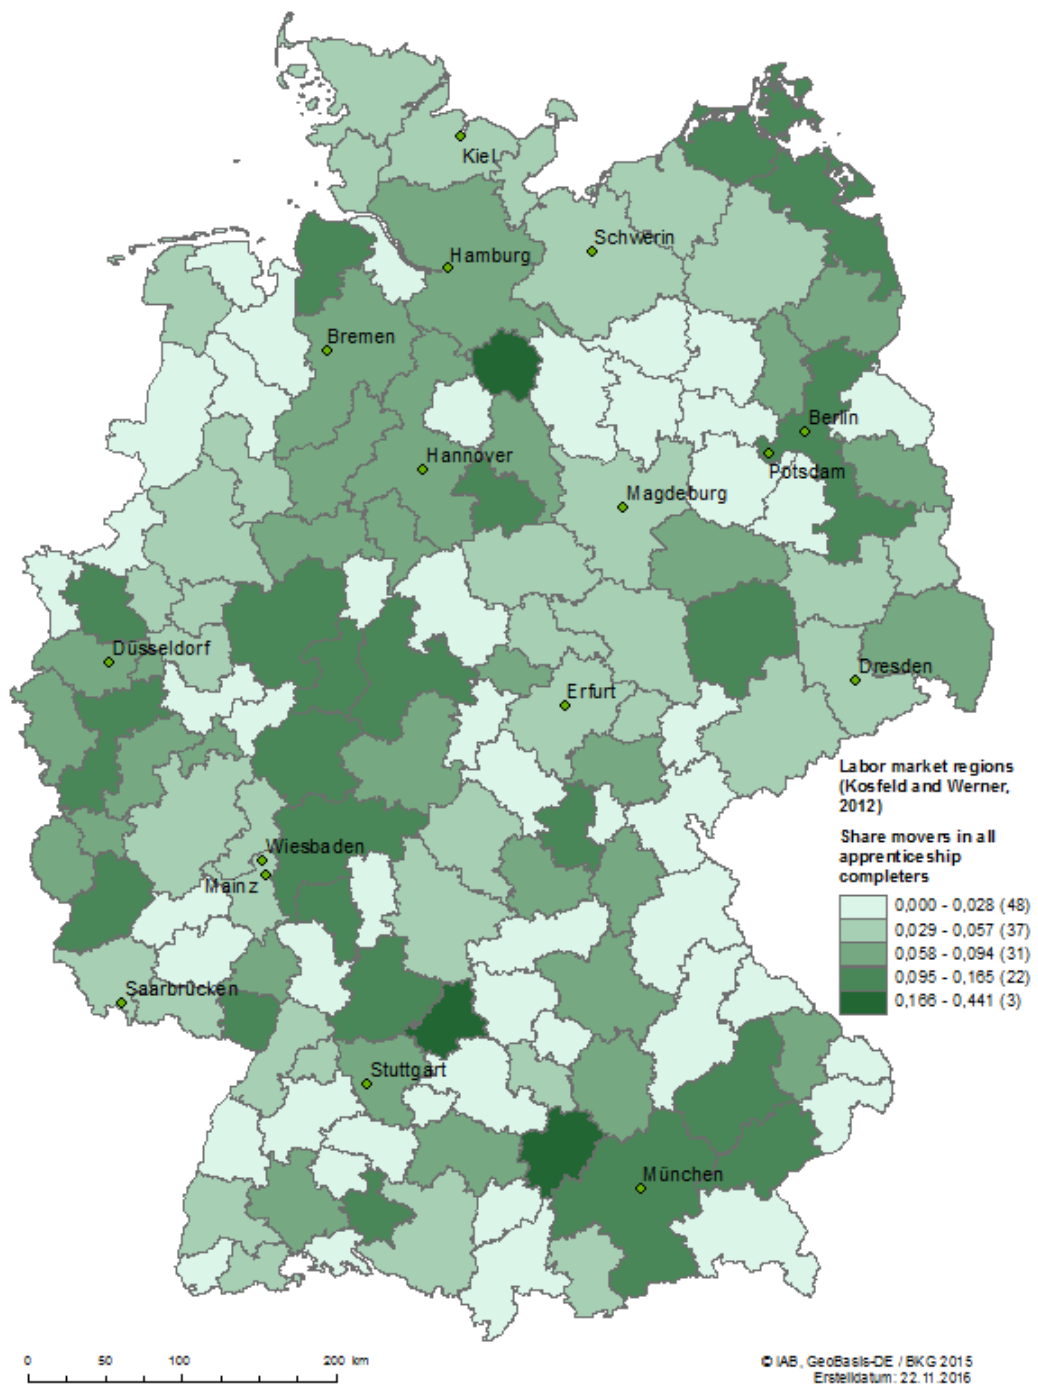 Kiel
Schwerin
Hamburg
Bremen
Berlin
Hannover
Potsdam
Magdeburg
Düsseldorf
Dresden
Erfurt
Labor market regions
(Kosfeld and Werner,
2012)
Share movers in all
apprenticeship
completers
0,000 - 0,028 (48)
0,029 - 0,057 (37)
0,058 - 0,094 (31)
0,095 - 0,165 (22)
0,166 - 0,441 (3)
Wiesbaden
Mainz
Saarbrücken
Stuttgart
München
0 50 100 200 km
© IAB, GeoBasis-DE / BKG 2015
Erstelldatum: 22.11.2016